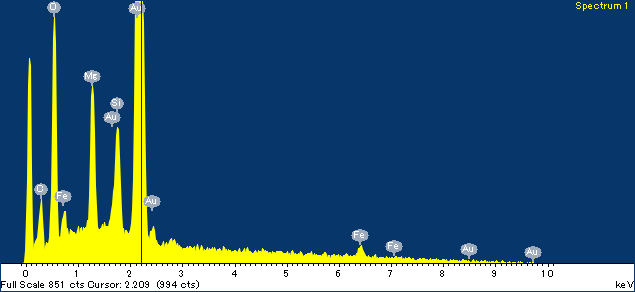 Spectrum 1
O
Au
Mg
Si
Au
O
Fe
Au
Fe
Fe
Au
Au
0 1 2 3 4 5 6 7 8 9 10
Full Scale 851 cts Cursor: 2.209 (994 cts) keV